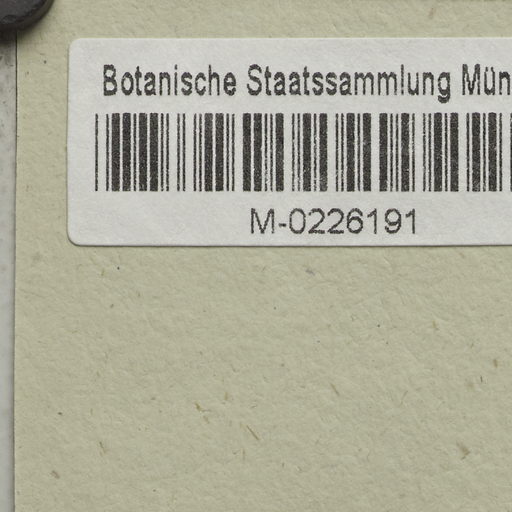 Botanische Staatssammlung Mün
M-0226191